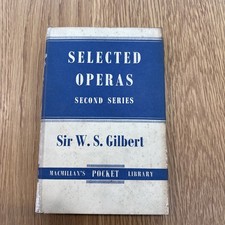 SELECTED
OPERAS
SECOND SERIES
Sir W. S. Gilbert
MACMILLAN'S POCKET LIBRARY